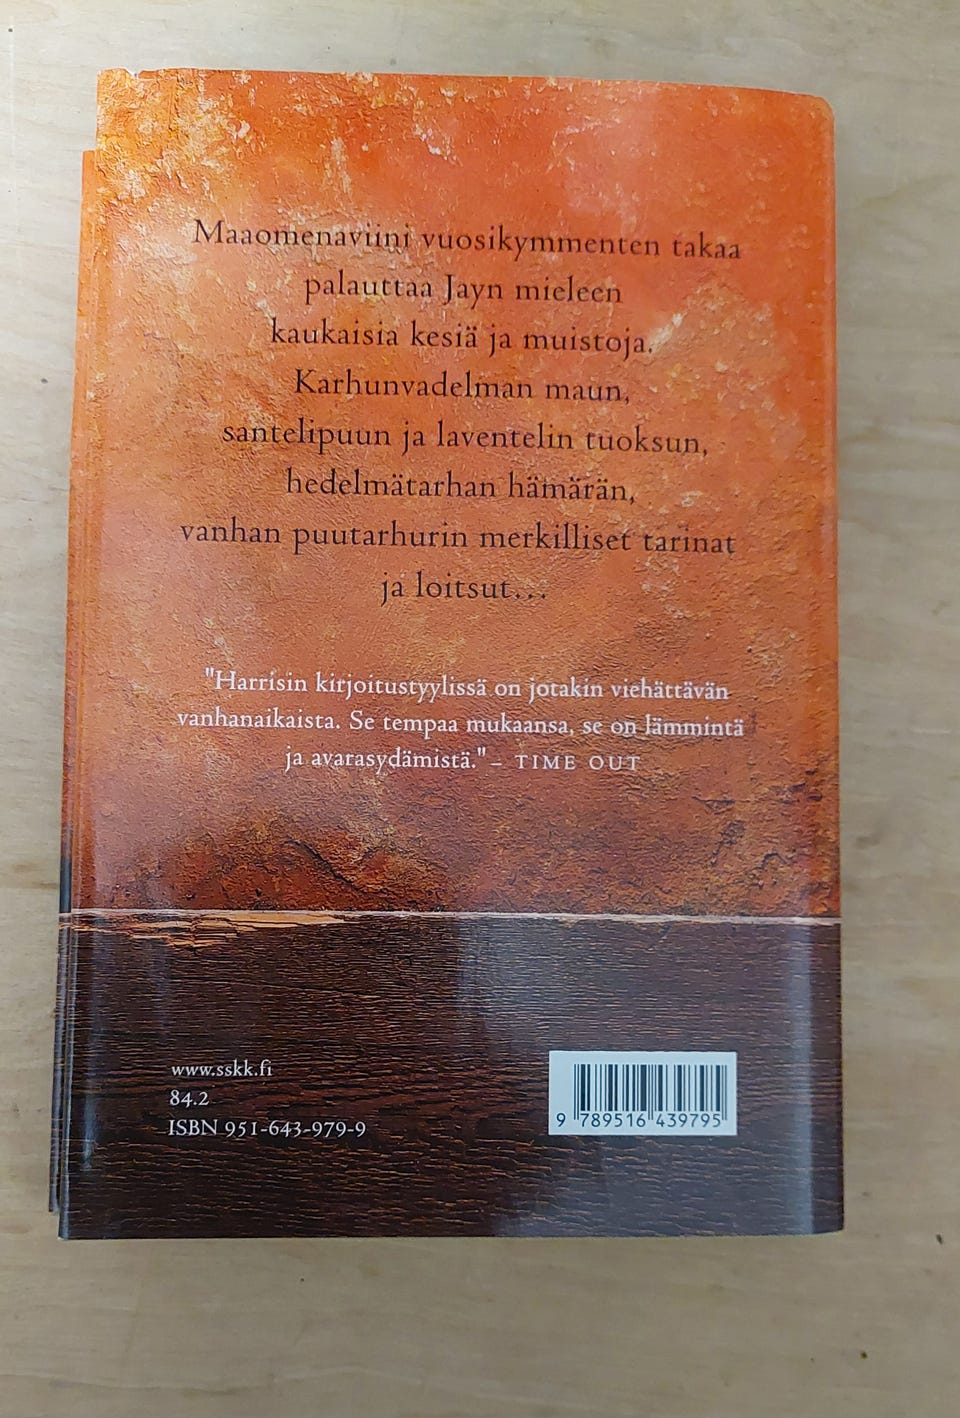 Maaomenaviini vuosikymmenten takaa
palauttaa Jayn mieleen
kaukaisia kesiä ja muistoja.
Karhunvadelman maun,
santelipuun ja laventelin tuoksun,
hedelmätarhan hämärän,
vanhan puutarhurin merkilliset tarinat
ja loitsut...
"Harrisin kirjoitustyylissä on jotakin viehättävän
vanhanaikaista. Se tempaa mukaansa, se on lämmintä
ja avarasydämistä." – TIME OUT
www.sskk.fi
84.2
ISBN 951-643-979-9
9 789516 439795